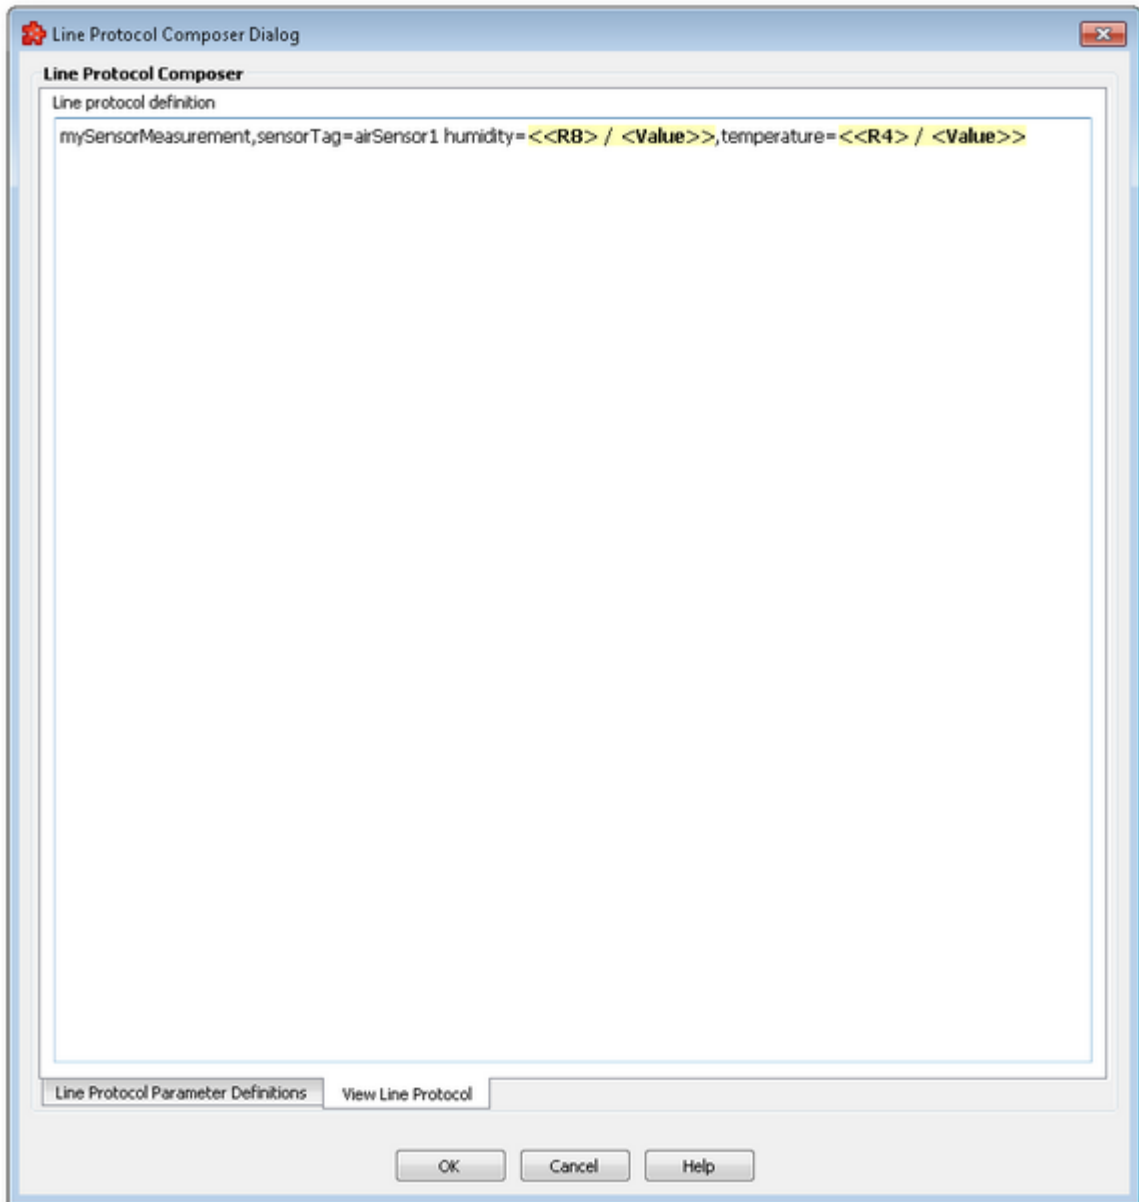 Line Protocol Composer Dialog
Line Protocol Composer
Line protocol definition
mySensorMeasurement,sensorTag=airSensor1 humidity=<<R8> / <Value>>,temperature=<<R4> / <Value>>
Line Protocol Parameter Definitions View Line Protocol
OK Cancel Help